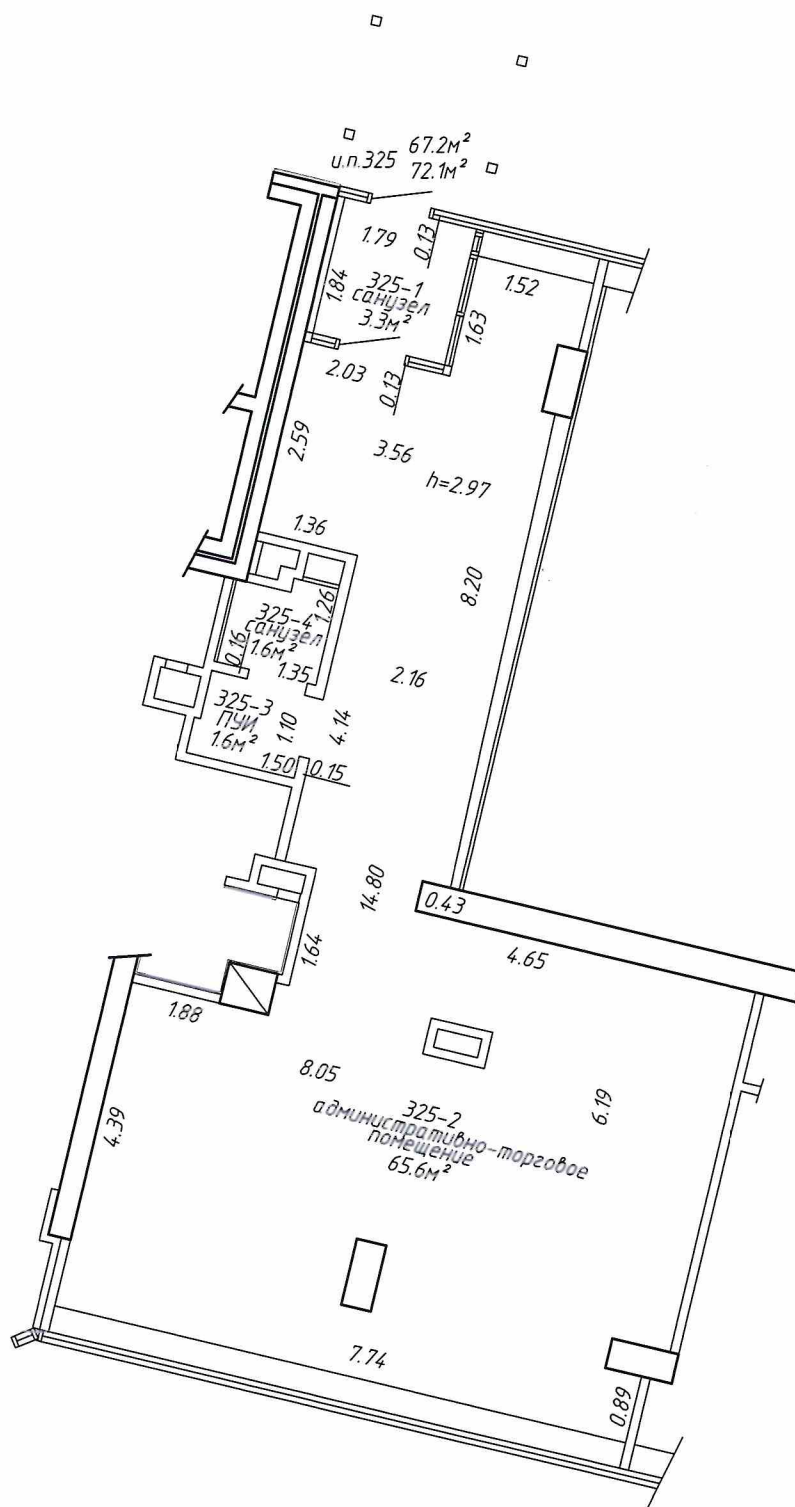 67.2м²
и.п.325 72.1м²
1.79
0.13
1.84
325-1
санузел
3.3м²
1.52
1.63
2.03
0.13
2.59
3.56
h=2.97
1.36
8.20
325-4
санузел
1.6м²
1.26
0.16
1.35
2.16
325-3
ПУИ
1.6м²
1.10
4.14
1.50
0.15
14.80
0.43
4.65
1.64
1.88
8.05
6.19
4.39
325-2
административно-торговое
помещение
65.6м²
7.74
0.89